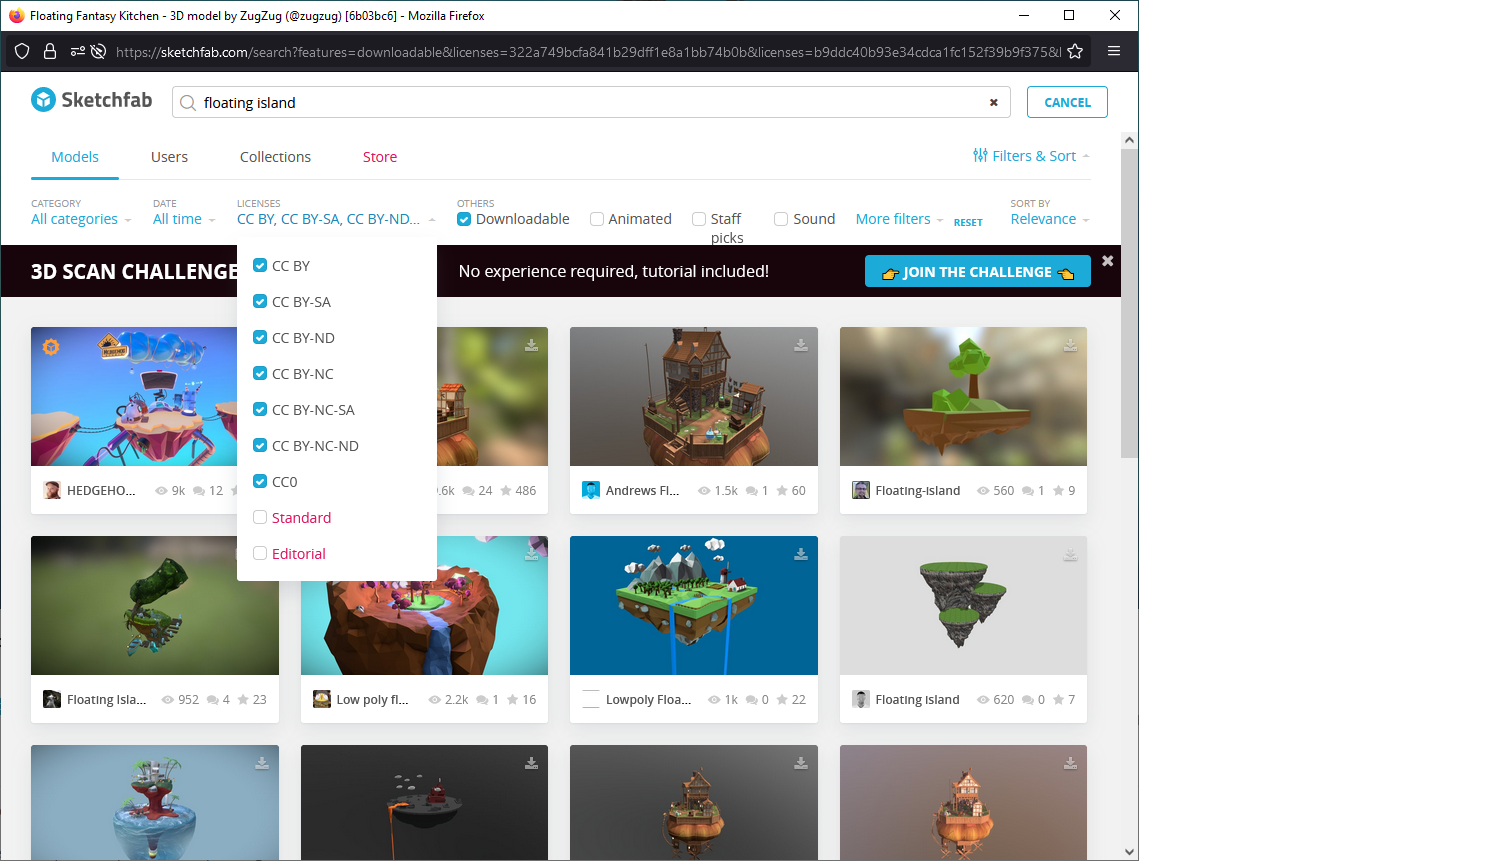 Floating Fantasy Kitchen - 3D model by ZugZug (@zugzug) [6b03bc6] - Mozilla Firefox
https://sketchfab.com/search?features=downloadable&licenses=322a749bcfa841b29dff1e8a1bb74b0b&licenses=b9ddc40b93e34cdca1fc152f39b9f375&l
Sketchfab
floating island
CANCEL
Models Users Collections Store Filters & Sort
CATEGORY DATE LICENSES OTHERS SORT BY
All categories All time CC BY, CC BY-SA, CC BY-ND... Downloadable Animated Staff picks Sound More filters RESET Relevance
3D SCAN CHALLENGE No experience required, tutorial included! JOIN THE CHALLENGE
CC BY
CC BY-SA
CC BY-ND
CC BY-NC
CC BY-NC-SA
CC BY-NC-ND
CC0
Standard
Editorial
HEDGEHO... 9k 12 .6k 24 486
Andrews Fl... 1.5k 1 60
Floating-island 560 1 9
Floating Isla... 952 4 23
Low poly fl... 2.2k 1 16
Lowpoly Floa... 1k 0 22
Floating island 620 0 7